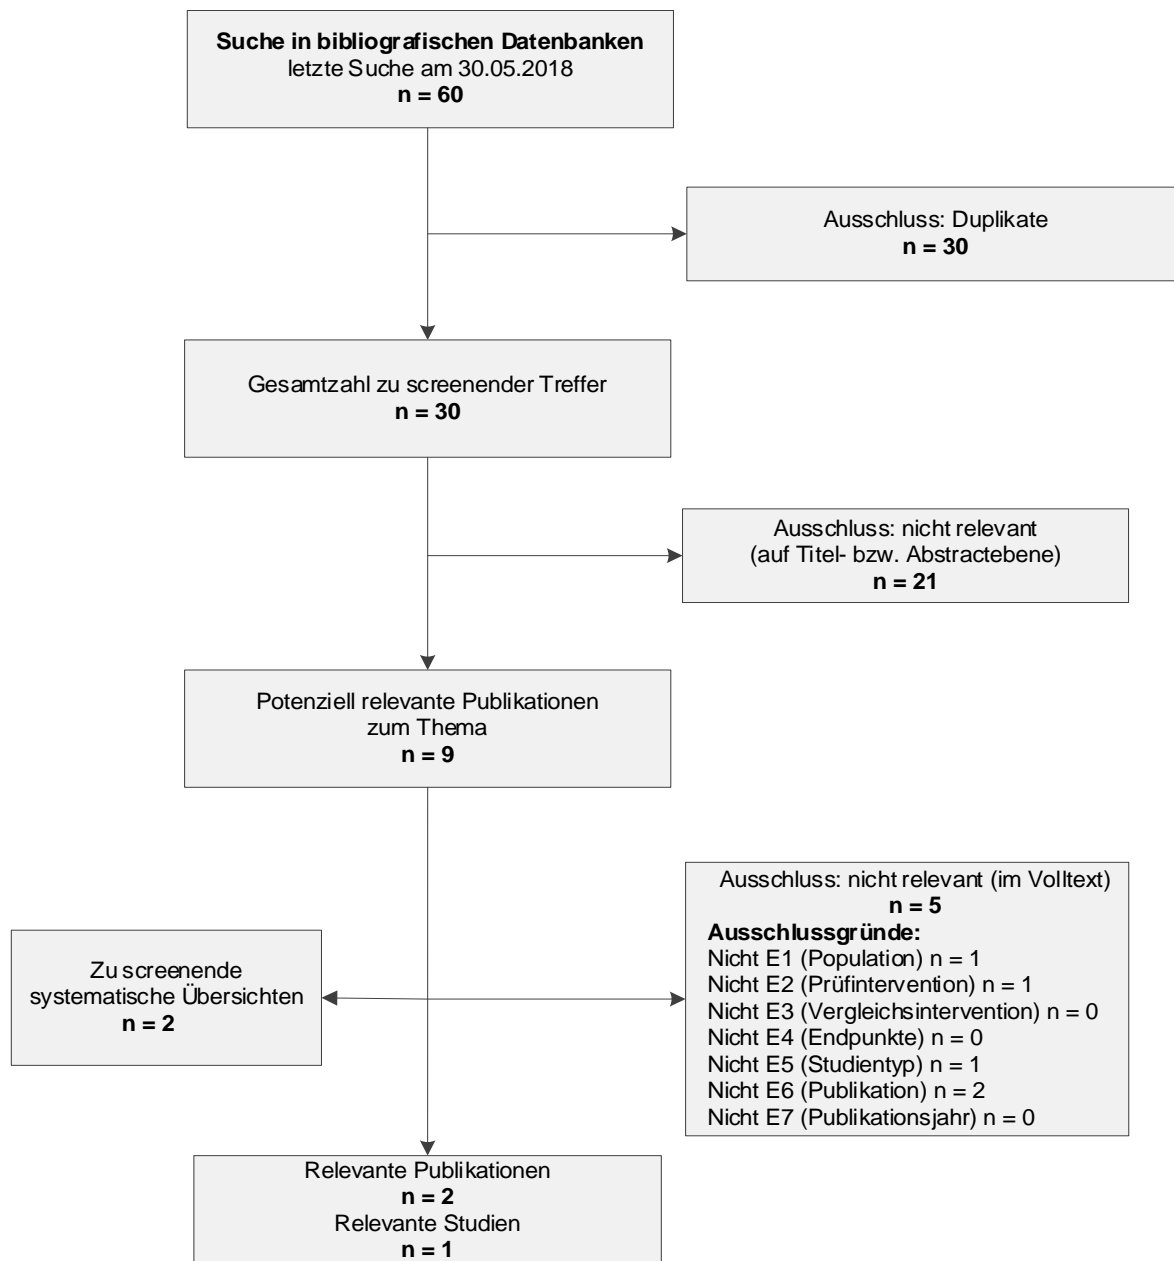 Suche in bibliografischen Datenbanken
letzte Suche am 30.05.2018
n = 60
Ausschluss: Duplikate
n = 30
Gesamtzahl zu screenender Treffer
n = 30
Ausschluss: nicht relevant
(auf Titel- bzw. Abstractebene)
n = 21
Potenziell relevante Publikationen
zum Thema
n = 9
Ausschluss: nicht relevant (im Volltext)
n = 5
Ausschlussgründe:
Nicht E1 (Population) n = 1
Nicht E2 (Prüfintervention) n = 1
Nicht E3 (Vergleichsintervention) n = 0
Nicht E4 (Endpunkte) n = 0
Nicht E5 (Studientyp) n = 1
Nicht E6 (Publikation) n = 2
Nicht E7 (Publikationsjahr) n = 0
Zu screenende
systematische Übersichten
n = 2
Relevante Publikationen
n = 2
Relevante Studien
n = 1